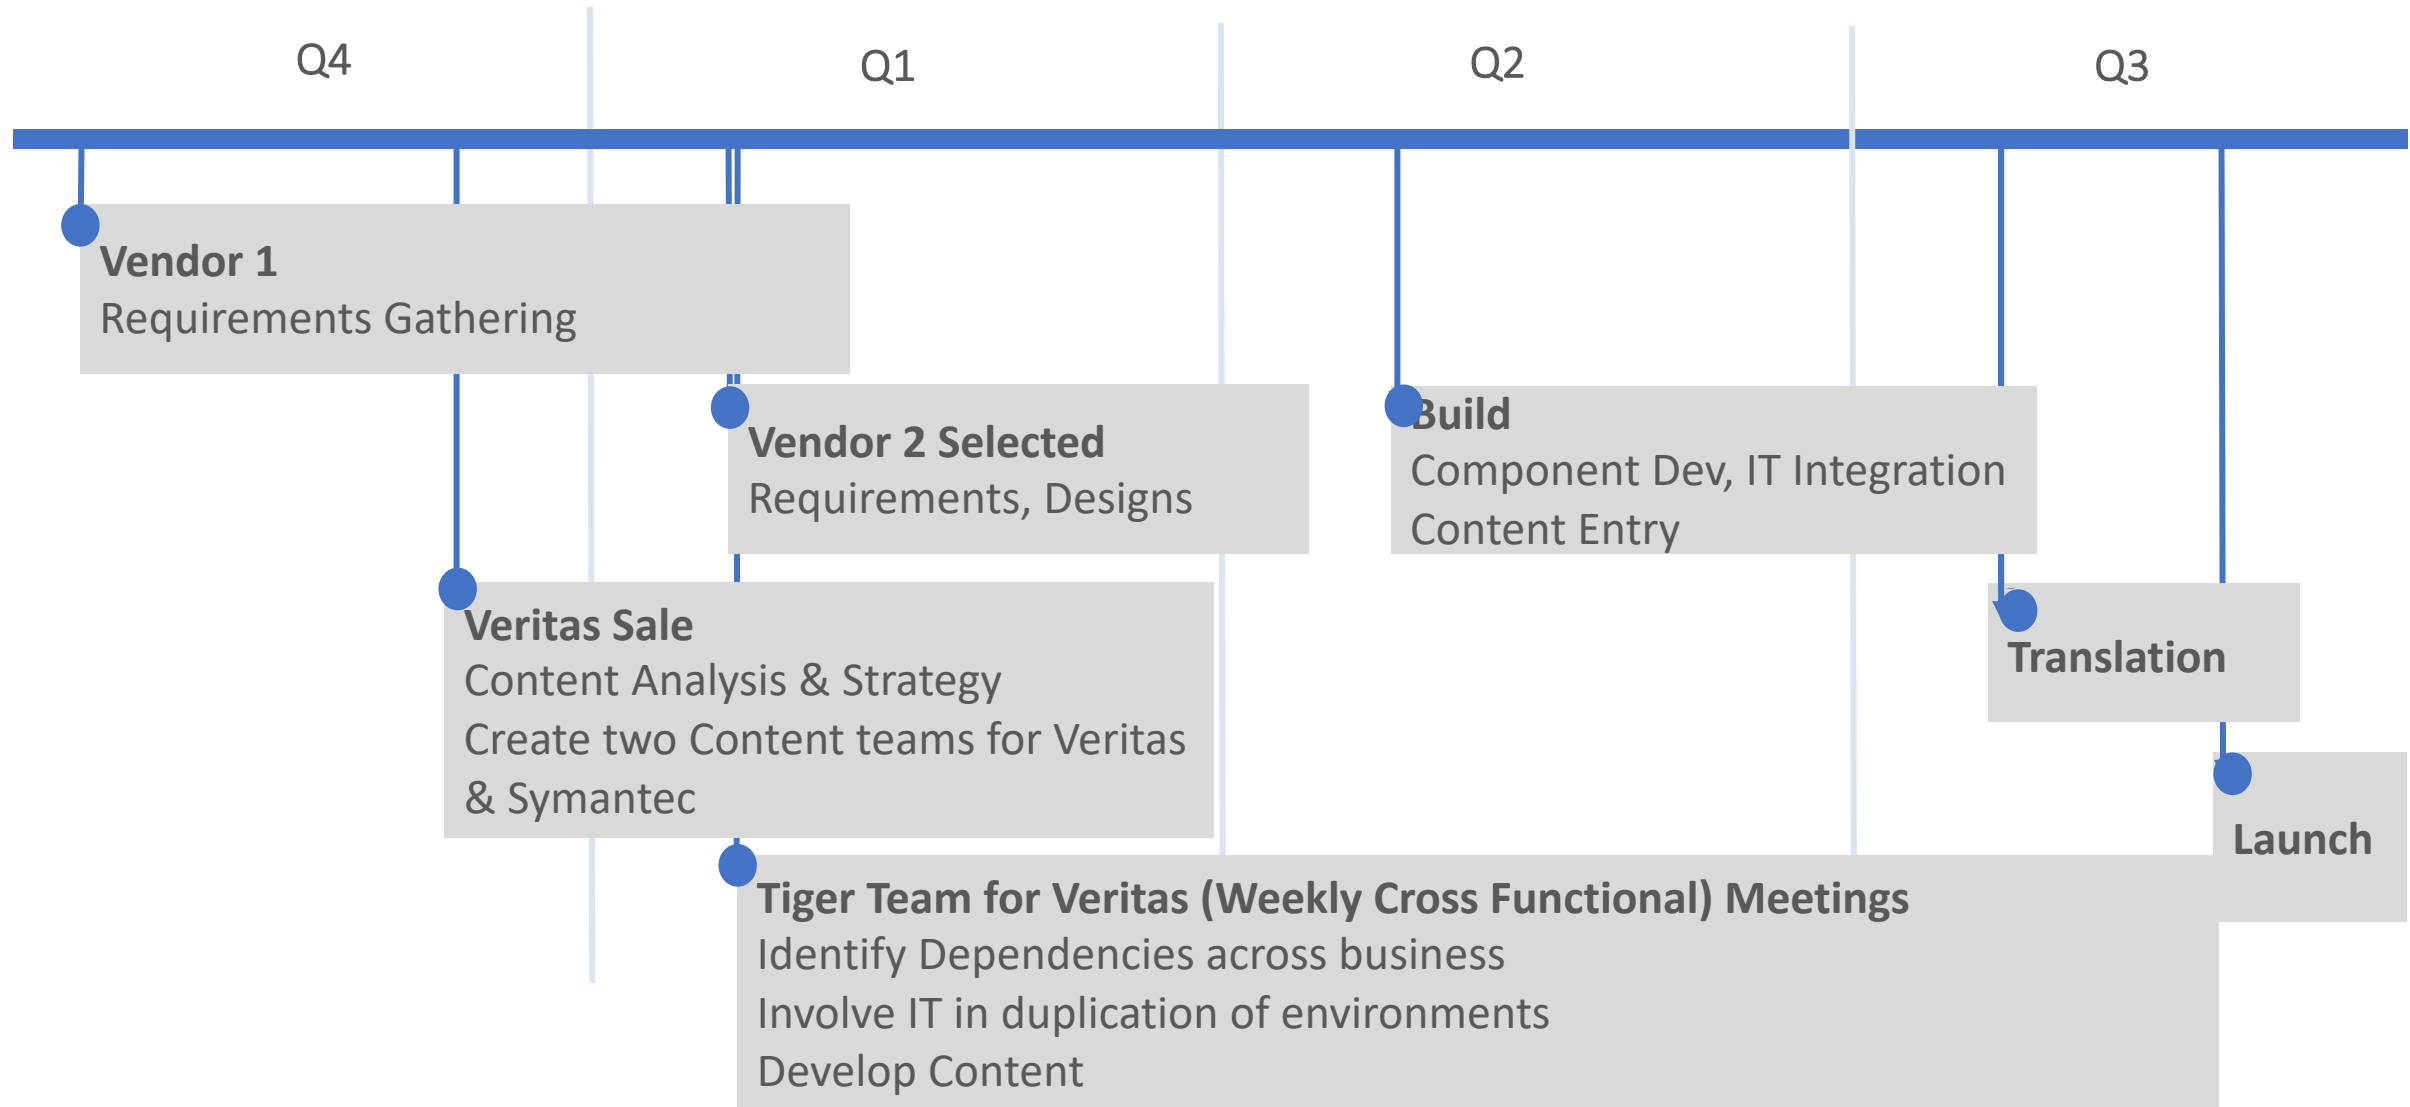 Q4
Q1
Q2
Q3
Vendor 1
Requirements Gathering
Vendor 2 Selected
Requirements, Designs
Build
Component Dev, IT Integration
Content Entry
Veritas Sale
Content Analysis & Strategy
Create two Content teams for Veritas
& Symantec
Translation
Launch
Tiger Team for Veritas (Weekly Cross Functional) Meetings
Identify Dependencies across business
Involve IT in duplication of environments
Develop Content